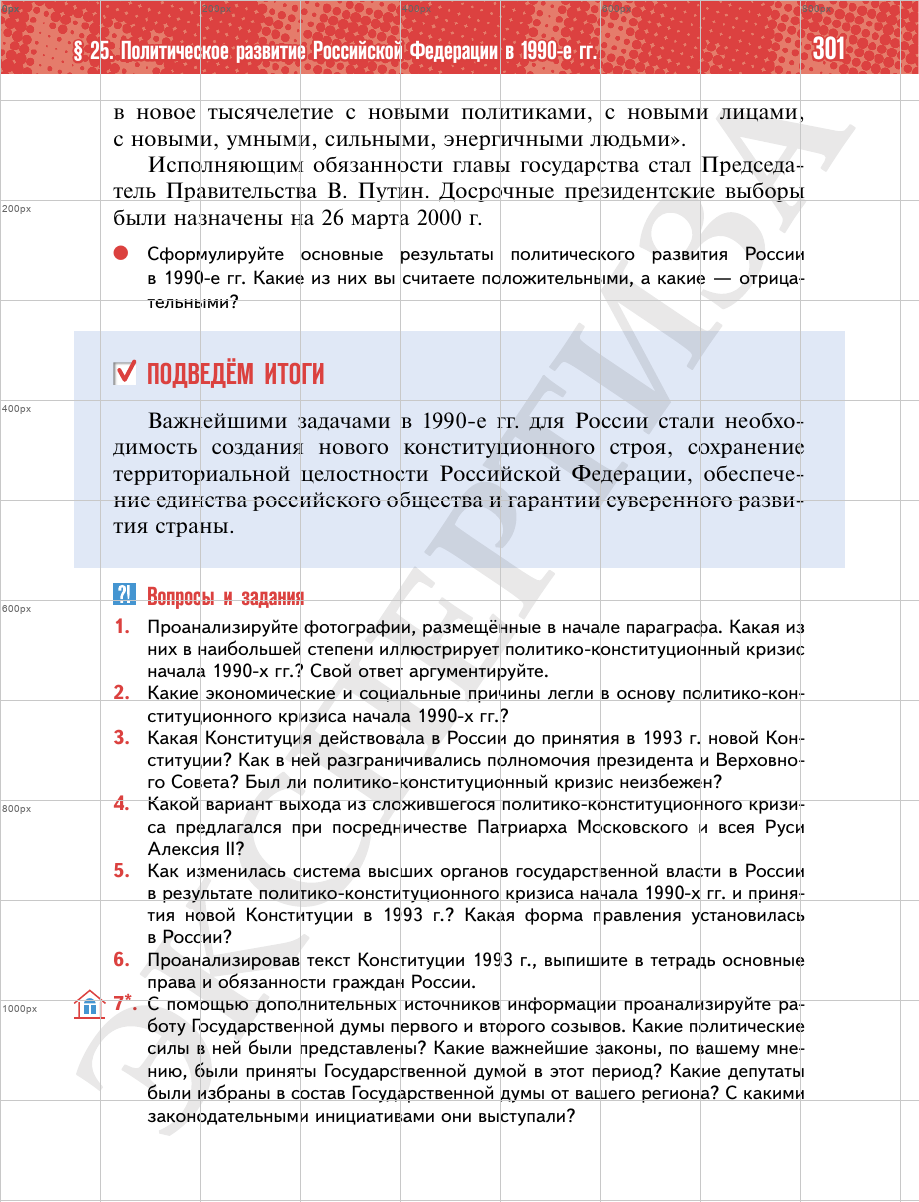 § 25. Политическое развитие Российской Федерации в 1990-е гг.
301
в новое тысячелетие с новыми политиками, с новыми лицами,
с новыми, умными, сильными, энергичными людьми».
Исполняющим обязанности главы государства стал Председа-
тель Правительства В. Путин. Досрочные президентские выборы
были назначены на 26 марта 2000 г.
Сформулируйте основные результаты политического развития России
в 1990-е гг. Какие из них вы считаете положительными, а какие — отрица-
тельными?
ПОДВЕДЁМ ИТОГИ
Важнейшими задачами в 1990-е гг. для России стали необхо-
димость создания нового конституционного строя, сохранение
территориальной целостности Российской Федерации, обеспече-
ние единства российского общества и гарантии суверенного разви-
тия страны.
?! Вопросы и задания
1. Проанализируйте фотографии, размещённые в начале параграфа. Какая из
них в наибольшей степени иллюстрирует политико-конституционный кризис
начала 1990-х гг.? Свой ответ аргументируйте.
2. Какие экономические и социальные причины легли в основу политико-кон-
ституционного кризиса начала 1990-х гг.?
3. Какая Конституция действовала в России до принятия в 1993 г. новой Кон-
ституции? Как в ней разграничивались полномочия президента и Верховно-
го Совета? Был ли политико-конституционный кризис неизбежен?
4. Какой вариант выхода из сложившегося политико-конституционного кризи-
са предлагался при посредничестве Патриарха Московского и всея Руси
Алексия II?
5. Как изменилась система высших органов государственной власти в России
в результате политико-конституционного кризиса начала 1990-х гг. и приня-
тия новой Конституции в 1993 г.? Какая форма правления установилась
в России?
6. Проанализировав текст Конституции 1993 г., выпишите в тетрадь основные
права и обязанности граждан России.
7*. С помощью дополнительных источников информации проанализируйте ра-
боту Государственной думы первого и второго созывов. Какие политические
силы в ней были представлены? Какие важнейшие законы, по вашему мне-
нию, были приняты Государственной думой в этот период? Какие депутаты
были избраны в состав Государственной думы от вашего региона? С какими
законодательными инициативами они выступали?
ЭКСПЕРТИЗА
200px
400px
600px
800px
1000px